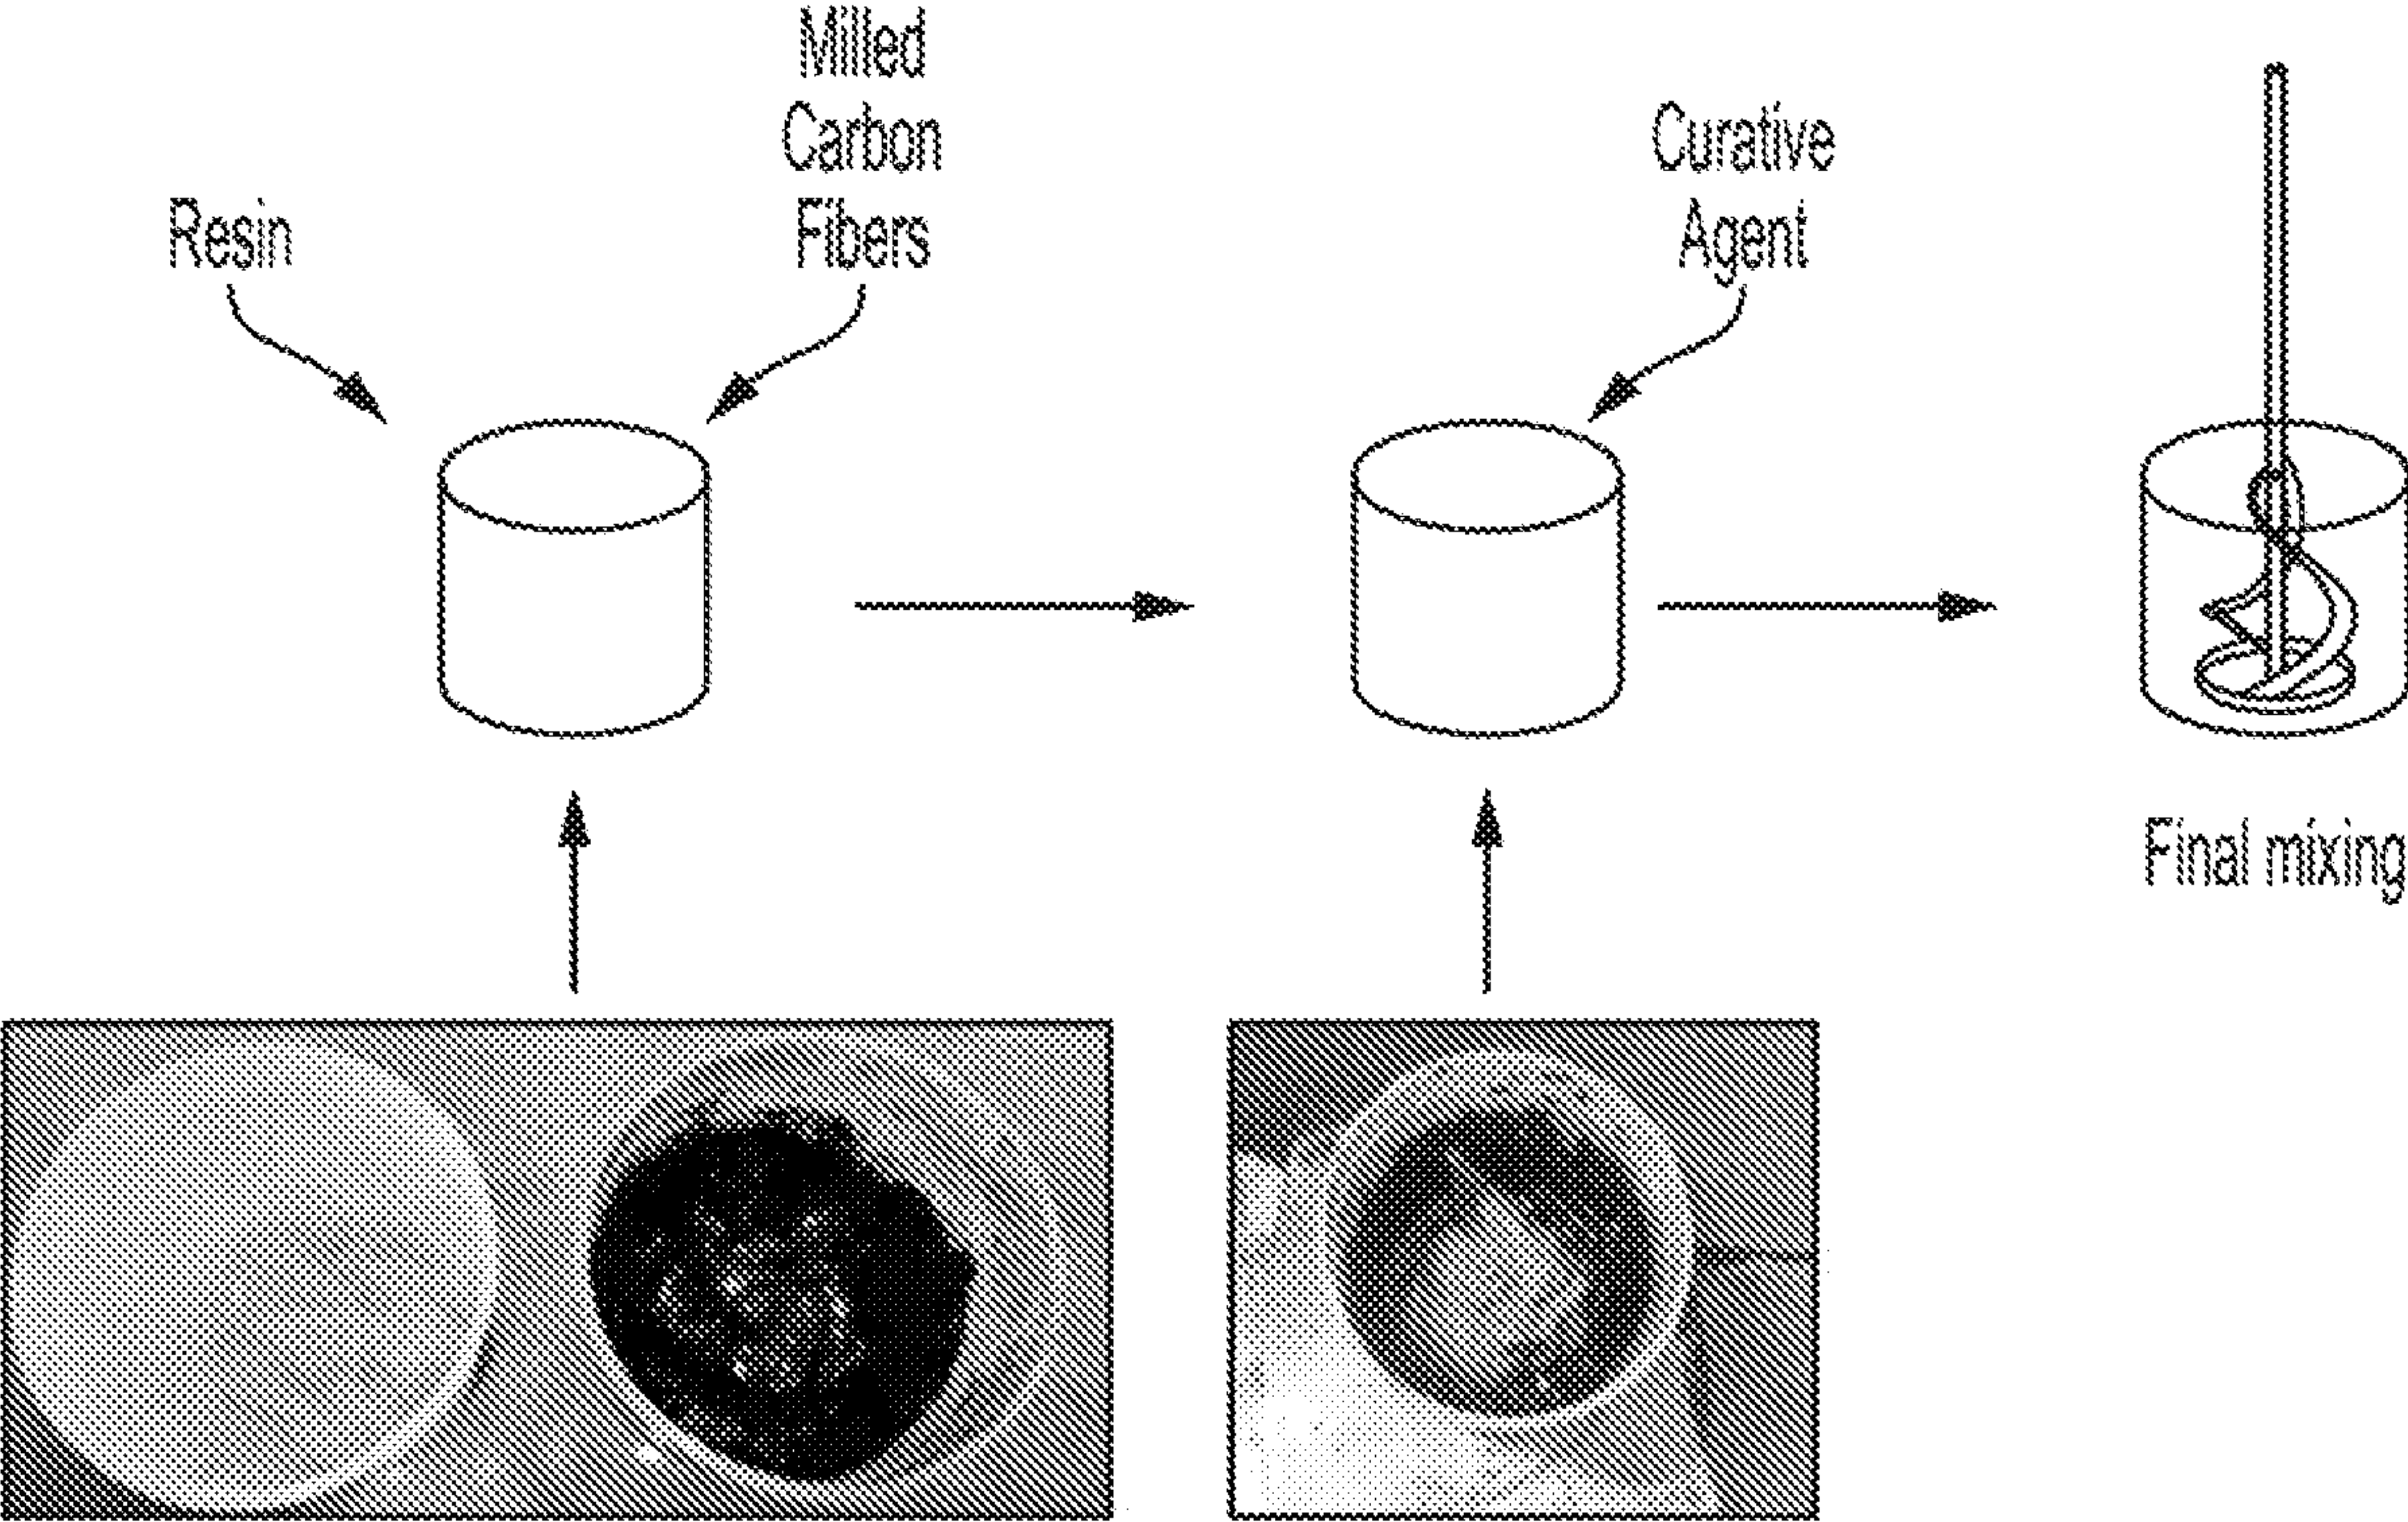 Resin
Milled
Carbon
Fibers
Curative
Agent
Final mixing